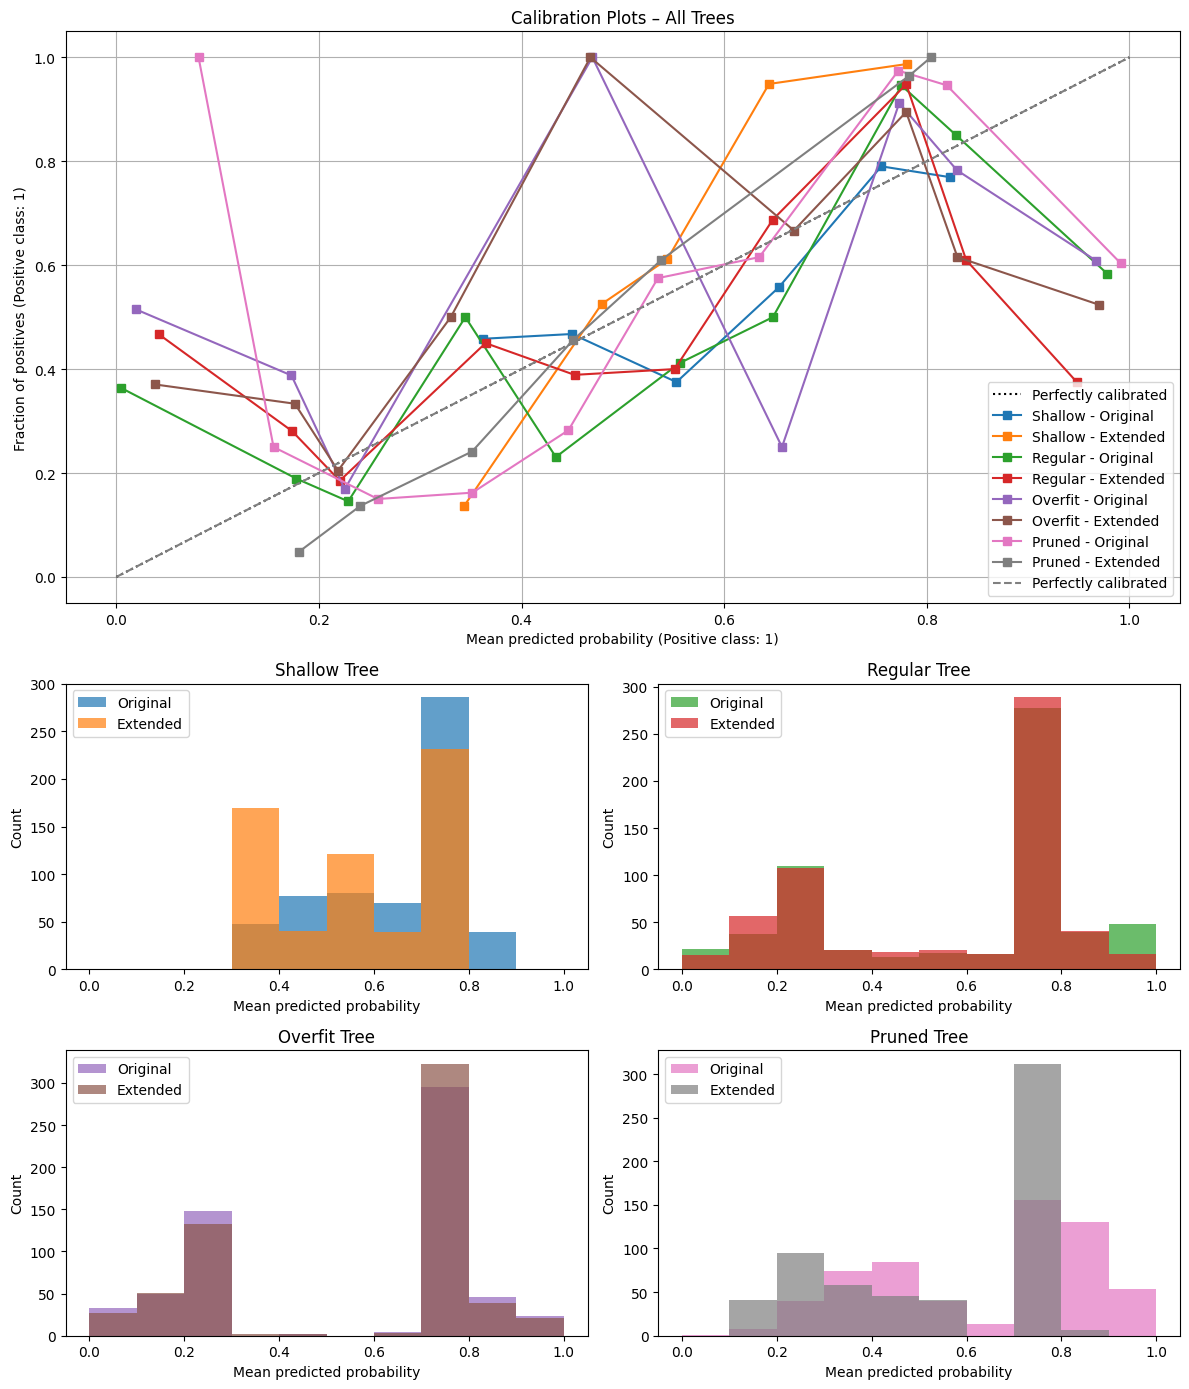 Calibration Plots – All Trees
Fraction of positives (Positive class: 1)
1.0
0.8
0.6
0.4
0.2
0.0
Perfectly calibrated
Shallow - Original
Shallow - Extended
Regular - Original
Regular - Extended
Overfit - Original
Overfit - Extended
Pruned - Original
Pruned - Extended
Perfectly calibrated
0.0 0.2 0.4 0.6 0.8 1.0
Mean predicted probability (Positive class: 1)
Shallow Tree
Count
300
250
200
150
100
50
0
Original
Extended
0.0 0.2 0.4 0.6 0.8 1.0
Mean predicted probability
Regular Tree
Count
300
250
200
150
100
50
0
Original
Extended
0.0 0.2 0.4 0.6 0.8 1.0
Mean predicted probability
Overfit Tree
Count
300
250
200
150
100
50
0
Original
Extended
0.0 0.2 0.4 0.6 0.8 1.0
Mean predicted probability
Pruned Tree
Count
300
250
200
150
100
50
0
Original
Extended
0.0 0.2 0.4 0.6 0.8 1.0
Mean predicted probability